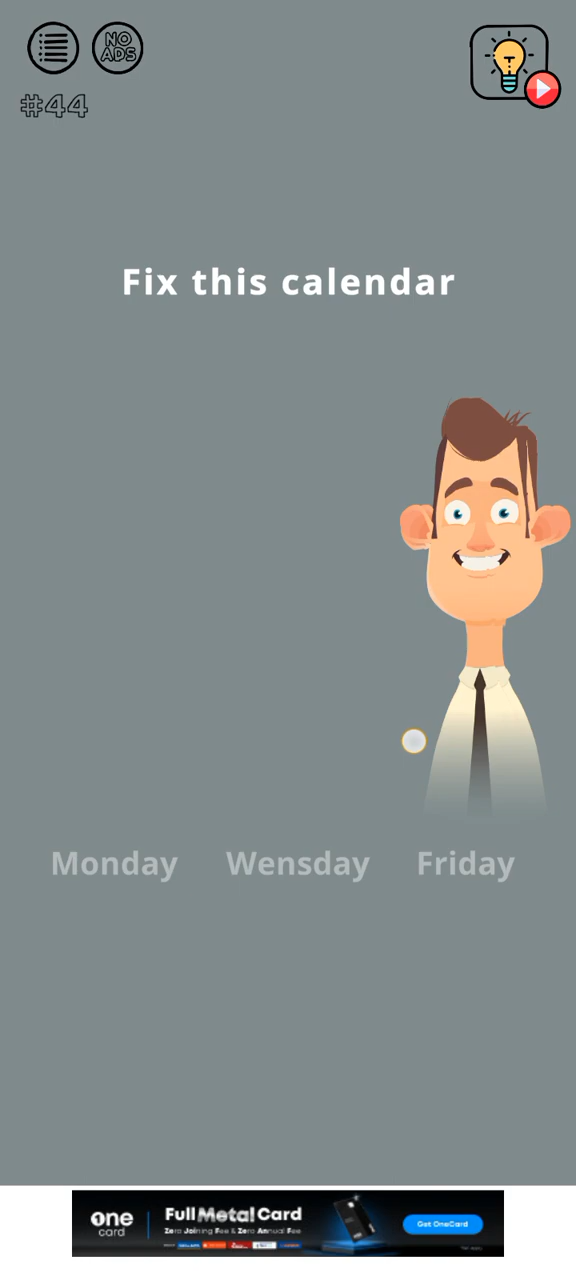 NO
ADS
#44
Fix this calendar
Monday Wensday Friday
one
card
Full Metal Card
Zero Joining Fee & Zero Annual Fee
Get OneCard